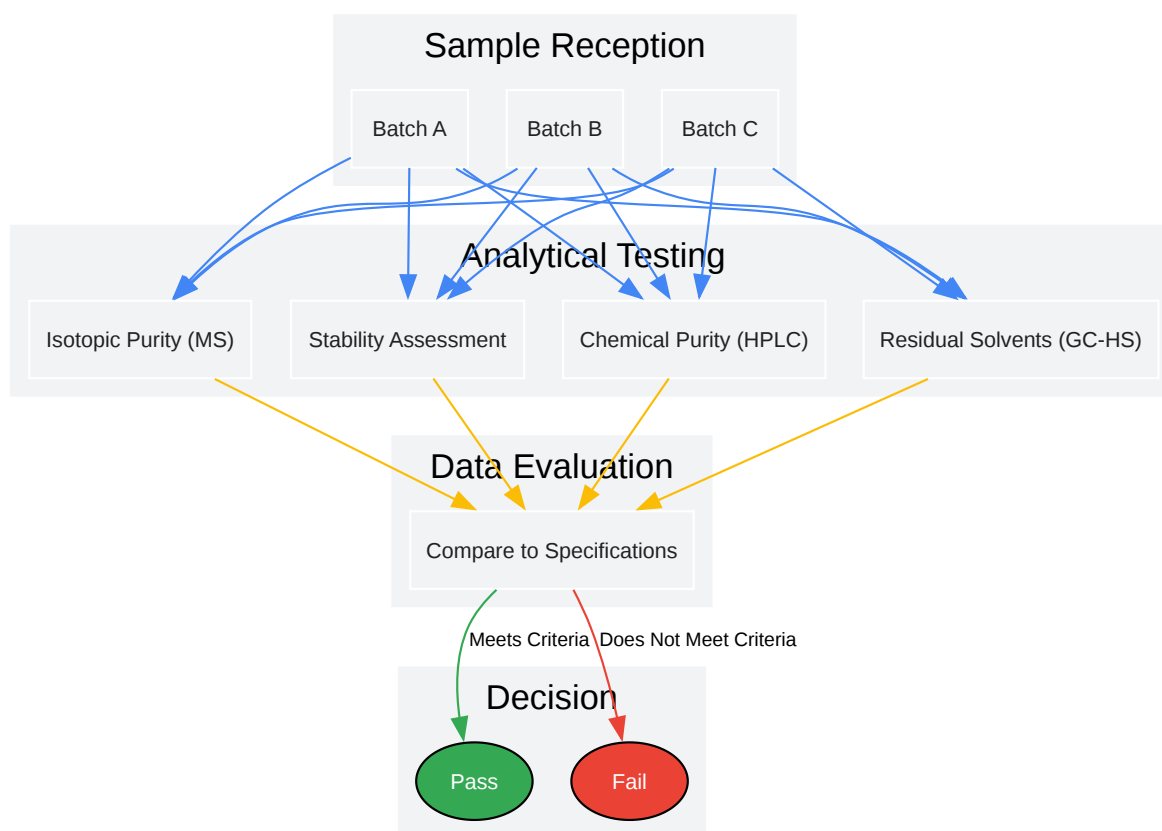 Sample Reception
Batch A
Batch B
Batch C
Analytical Testing
Isotopic Purity (MS)
Stability Assessment
Chemical Purity (HPLC)
Residual Solvents (GC-HS)
Data Evaluation
Compare to Specifications
Meets Criteria
Does Not Meet Criteria
Decision
Pass
Fail